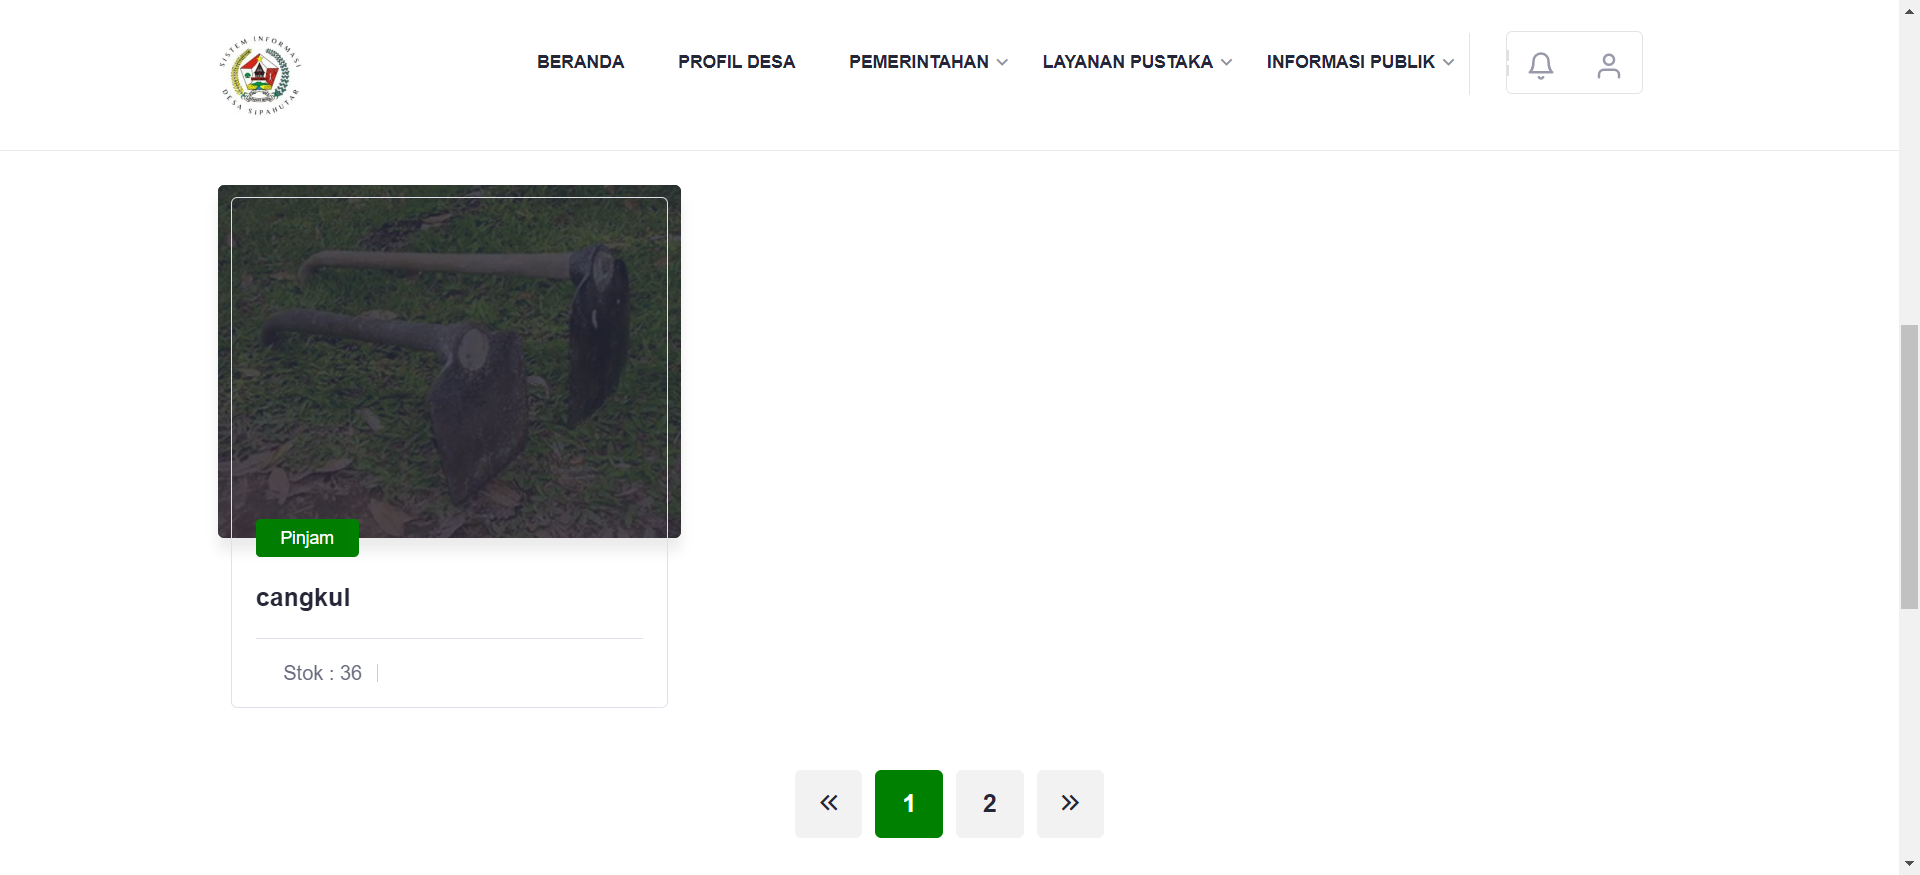 SISTEM INFORMASI
DESA SIPAHUTAR
BERANDA
PROFIL DESA
PEMERINTAHAN
LAYANAN PUSTAKA
INFORMASI PUBLIK
Pinjam
cangkul
Stok : 36
1
2